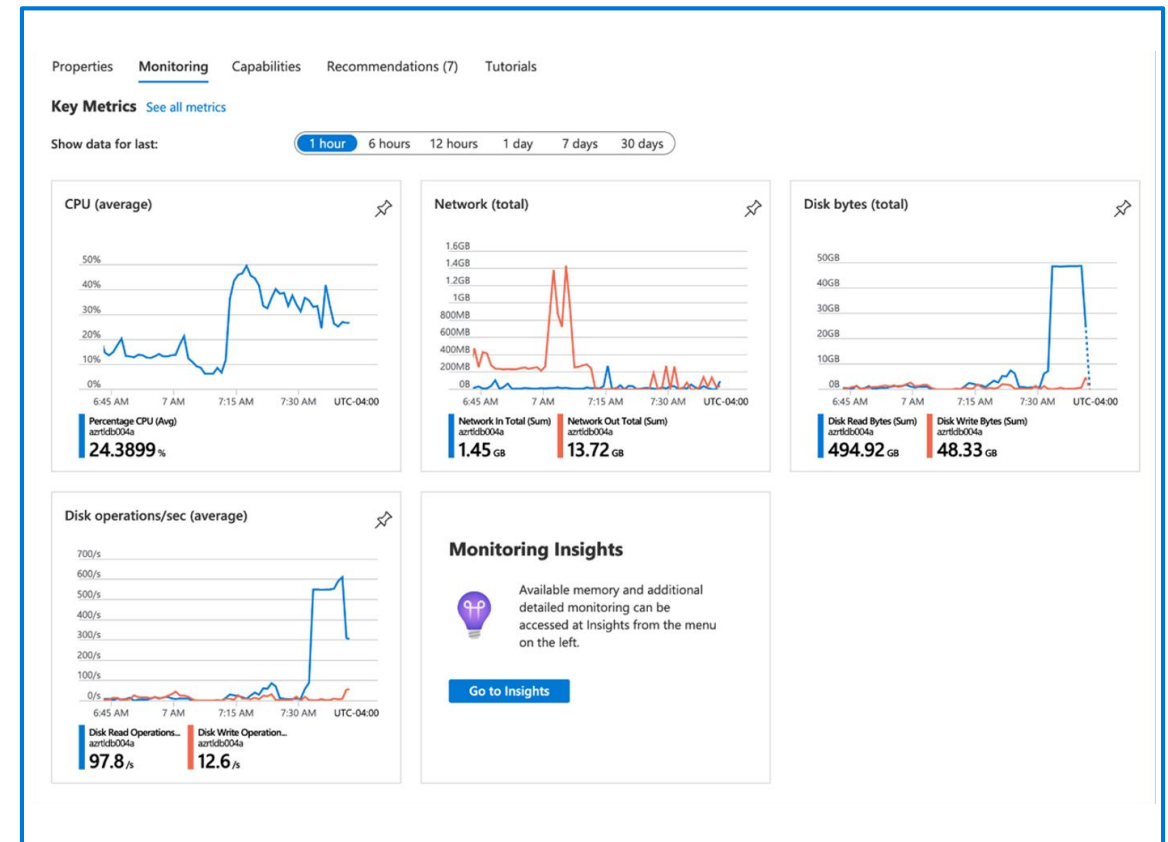 Properties Monitoring Capabilities Recommendations (7) Tutorials
Key Metrics See all metrics
Show data for last: 1 hour 6 hours 12 hours 1 day 7 days 30 days
CPU (average)
50%
40%
30%
20%
10%
0%
6:45 AM 7 AM 7:15 AM 7:30 AM UTC-04:00
Percentage CPU (Avg)
azrtldb004a
24.3899 %
Network (total)
1.6GB
1.4GB
1.2GB
1GB
800MB
600MB
400MB
200MB
0B
6:45 AM 7 AM 7:15 AM 7:30 AM UTC-04:00
Network In Total (Sum) Network Out Total (Sum)
azrtldb004a azrtldb004a
1.45 GB 13.72 GB
Disk bytes (total)
50GB
40GB
30GB
20GB
10GB
0B
6:45 AM 7 AM 7:15 AM 7:30 AM UTC-04:00
Disk Read Bytes (Sum) Disk Write Bytes (Sum)
azrtldb004a azrtldb004a
494.92 GB 48.33 GB
Disk operations/sec (average)
700/s
600/s
500/s
400/s
300/s
200/s
100/s
0/s
6:45 AM 7 AM 7:15 AM 7:30 AM UTC-04:00
Disk Read Operations... Disk Write Operation...
azrtldb004a azrtldb004a
97.8 /s 12.6 /s
Monitoring Insights
Available memory and additional
detailed monitoring can be
accessed at Insights from the menu
on the left.
Go to Insights